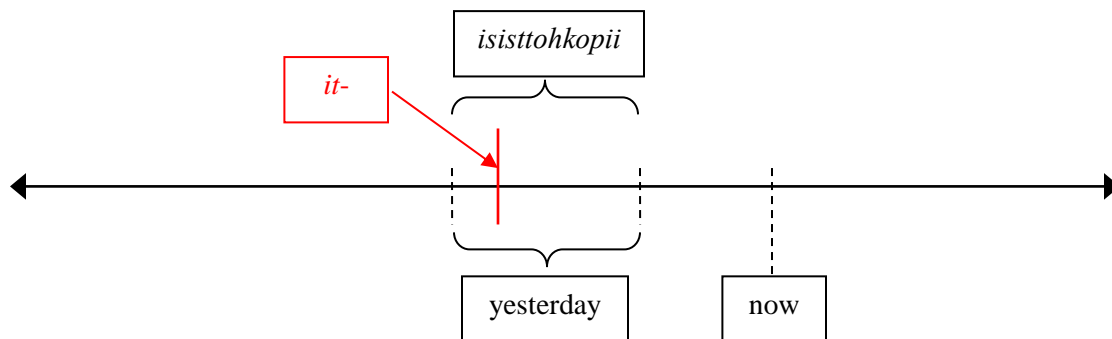 isisttohkopii
it-
yesterday
now